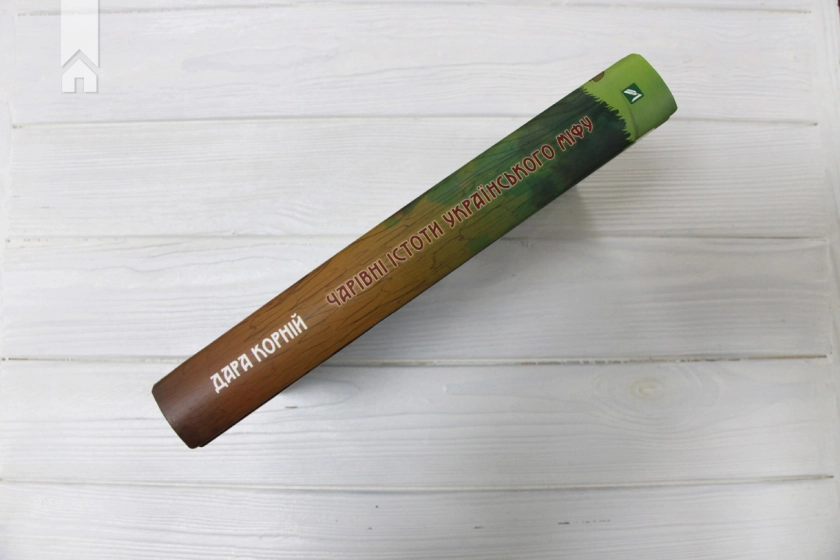 ДАРА КОРНІЙ
ЧАРІВНІ ІСТОТИ УКРАЇНСЬКОГО МІФУ